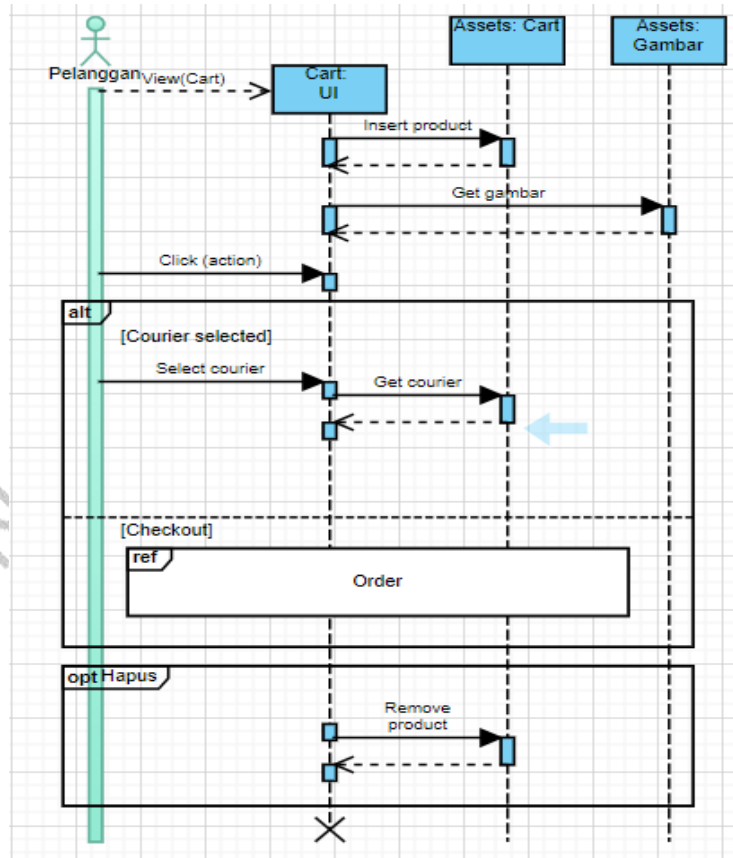 Assets: Cart
Assets:
Gambar
Pelanggan
View(Cart)
Cart:
UI
Insert product
Get gambar
Click (action)
alt
[Courier selected]
Select courier
Get courier
[Checkout]
ref
Order
opt Hapus
Remove
product